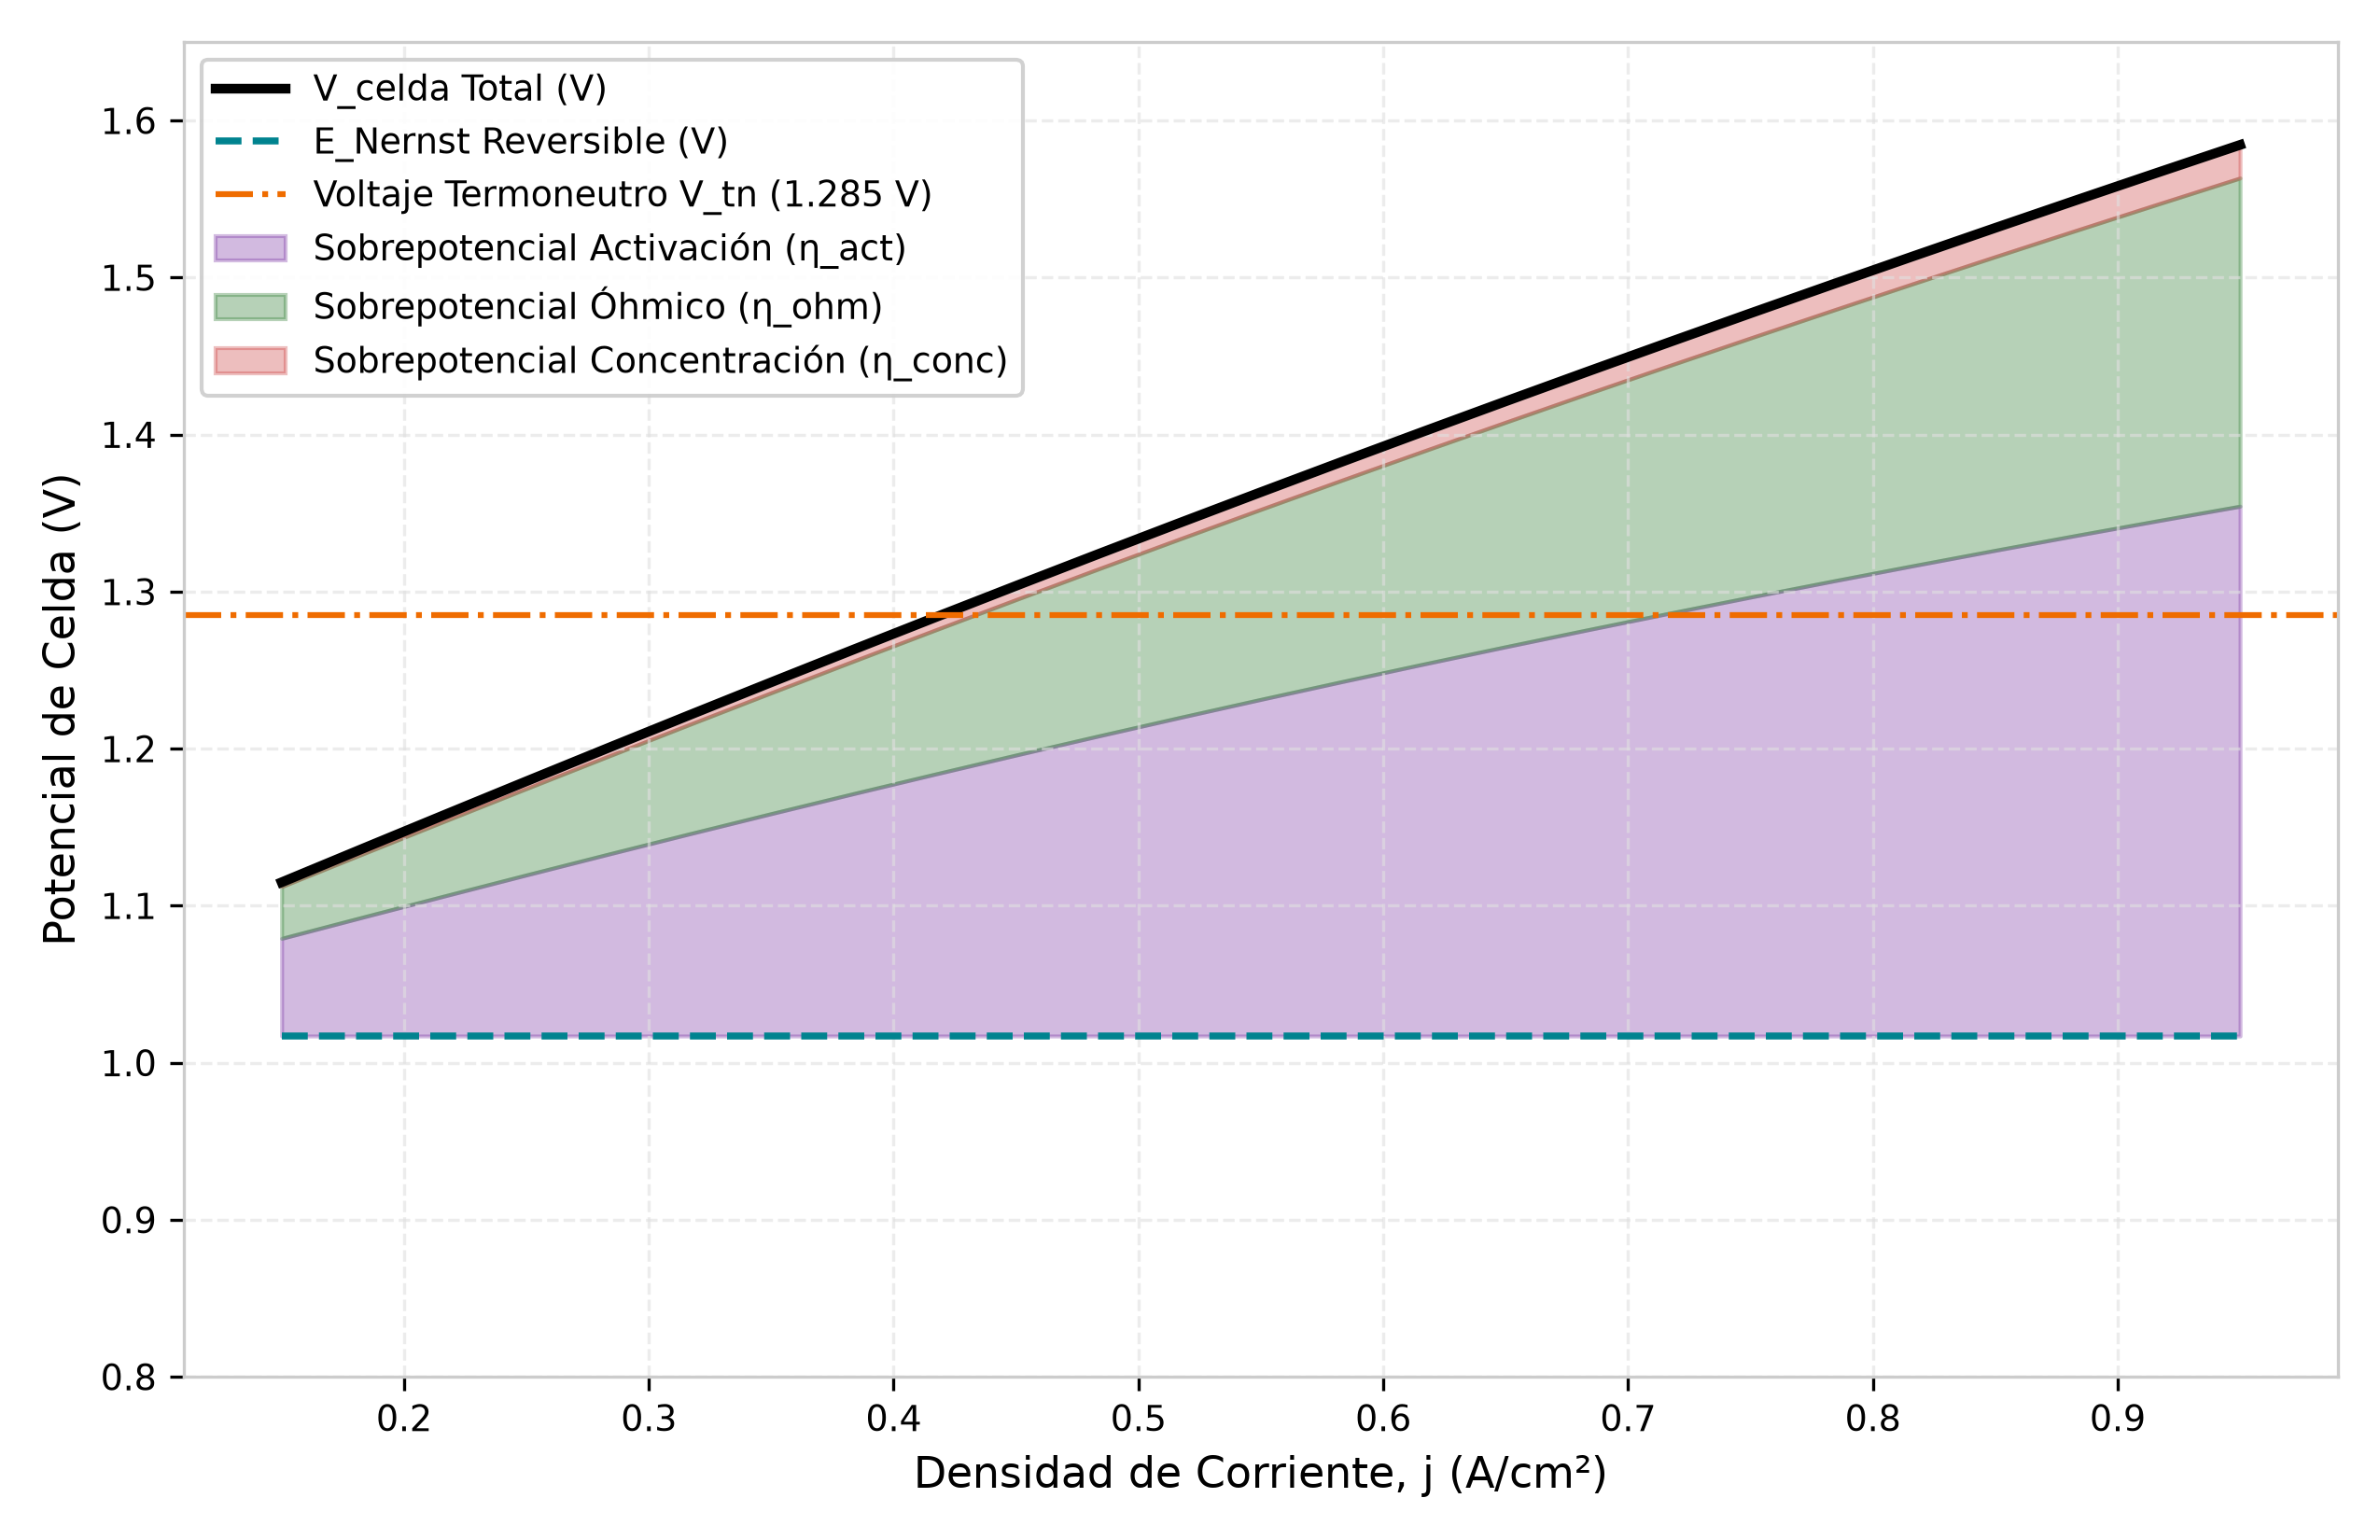 V_celda Total (V)
E_Nernst Reversible (V)
Voltaje Termoneutro V_tn (1.285 V)
Sobrepotencial Activación (η_act)
Sobrepotencial Óhmico (η_ohm)
Sobrepotencial Concentración (η_conc)
Potencial de Celda (V)
1.6
1.5
1.4
1.3
1.2
1.1
1.0
0.9
0.8
0.2 0.3 0.4 0.5 0.6 0.7 0.8 0.9
Densidad de Corriente, j (A/cm²)